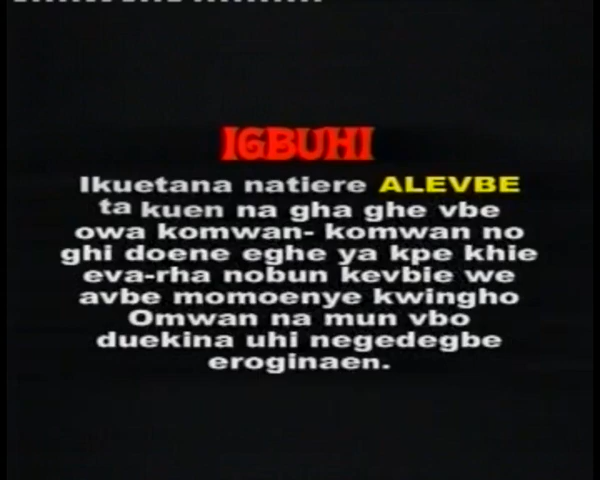 IGBUHI
Ikuetana natiere ALEVBE
ta kuen na gha ghe vbe
owa komwan- komwan no
ghi doene eghe ya kpe khie
eva-rha nobun kevbie we
avbe momoenye kwingho
Omwan na mun vbo
duekina uhi negedegbe
eroginaen.